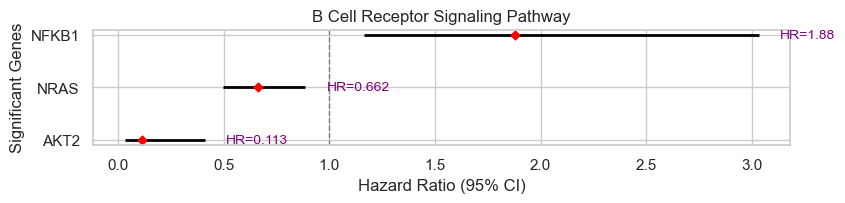 B Cell Receptor Signaling Pathway
Significant Genes
NFKB1
HR=1.88
NRAS
HR=0.662
AKT2
HR=0.113
0.0 0.5 1.0 1.5 2.0 2.5 3.0
Hazard Ratio (95% CI)